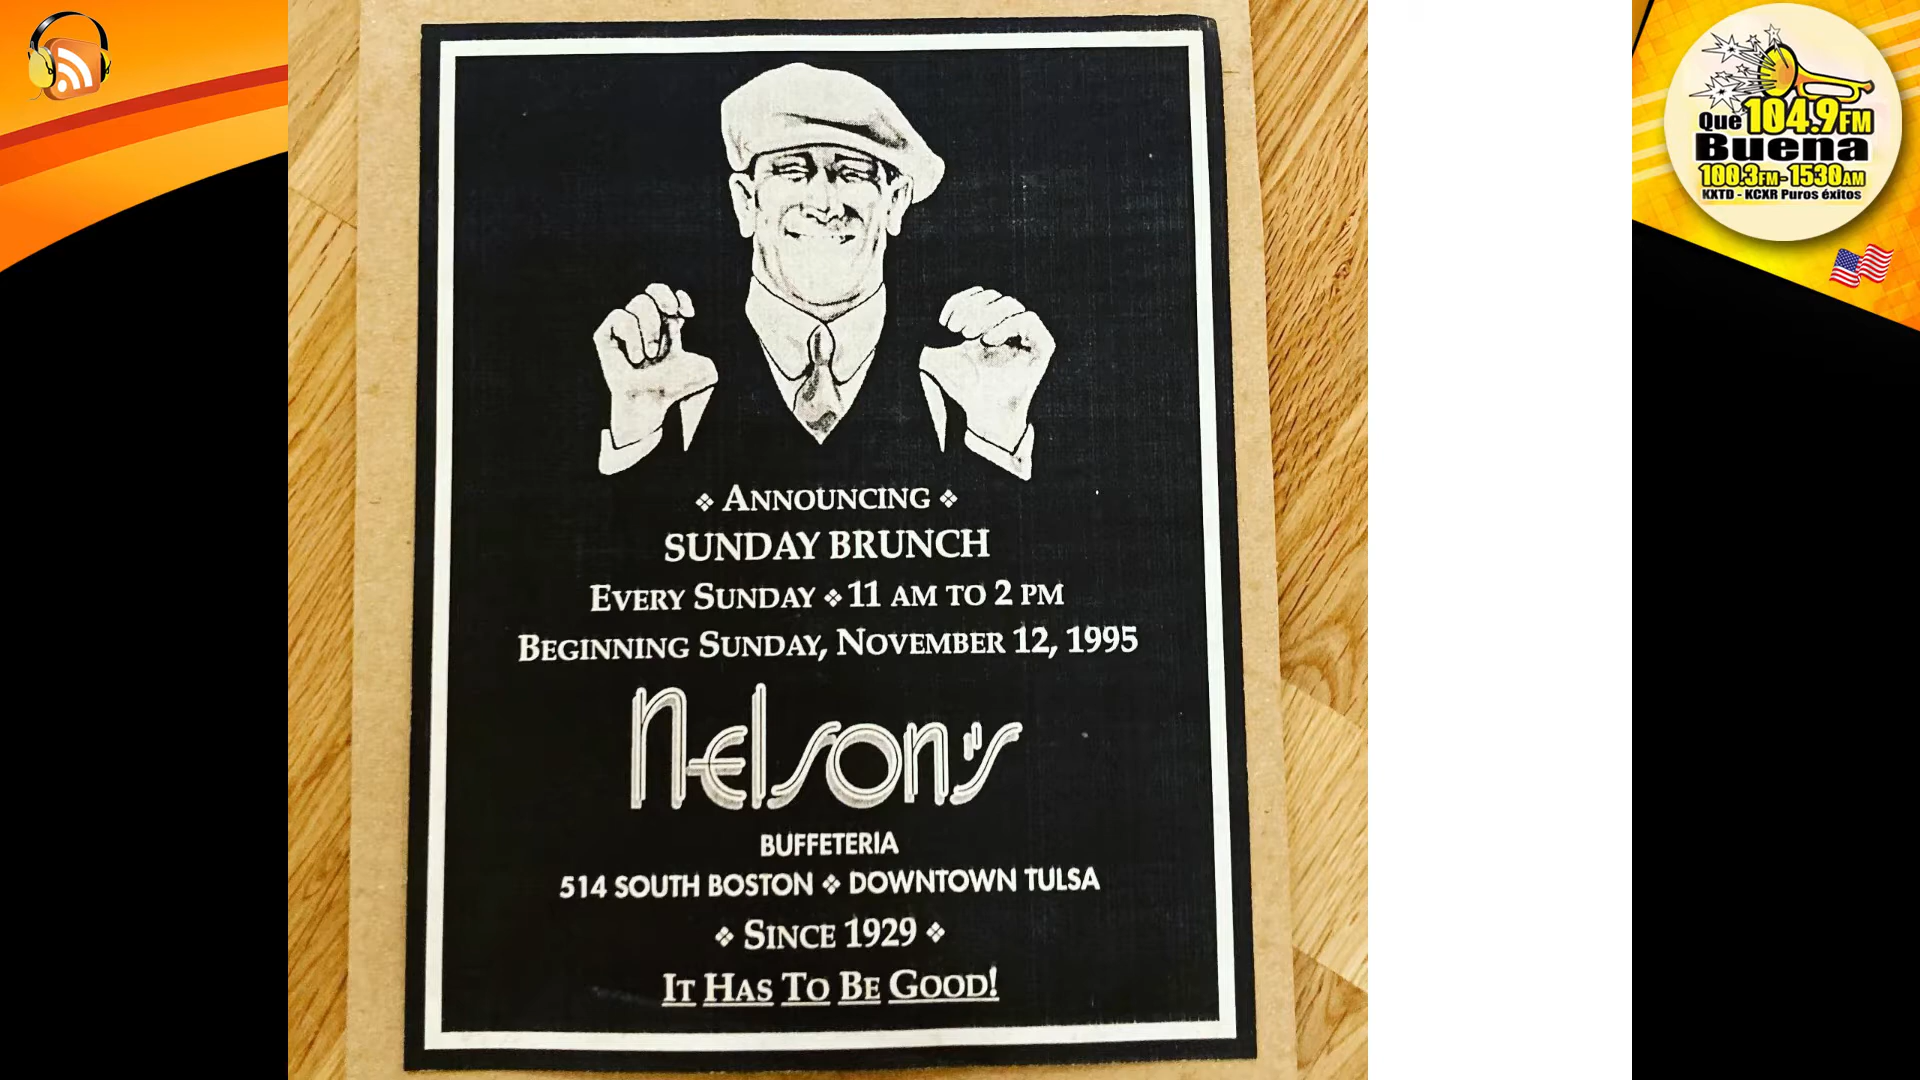 ❖ ANNOUNCING ❖
SUNDAY BRUNCH
EVERY SUNDAY ❖ 11 AM TO 2 PM
BEGINNING SUNDAY, NOVEMBER 12, 1995
Nelson's
BUFFETERIA
514 SOUTH BOSTON ❖ DOWNTOWN TULSA
❖ SINCE 1929 ❖
IT HAS TO BE GOOD!
Que 104.9FM
Buena
100.3FM - 1530AM
KXTD - KCXR Puros éxitos